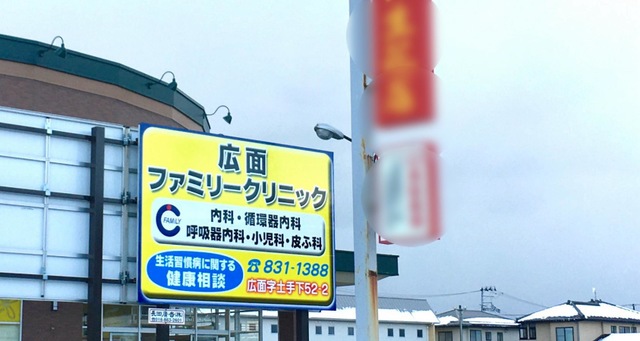 広面
ファミリークリニック
FAMILY
内科・循環器内科
呼吸器内科・小児科・皮ふ科
生活習慣病に関する
健康相談
☎831-1388
広面字土手下52-2